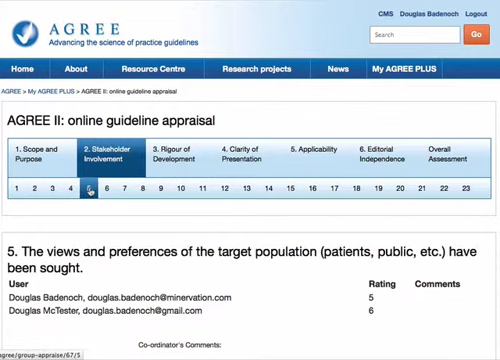 CMS Douglas Badenoch Logout
AGREE
Advancing the science of practice guidelines
Search Go
Home About Resource Centre Research projects News My AGREE PLUS
AGREE > My AGREE PLUS > AGREE II: online guideline appraisal
AGREE II: online guideline appraisal
1. Scope and Purpose
2. Stakeholder Involvement
3. Rigour of Development
4. Clarity of Presentation
5. Applicability
6. Editorial Independence
Overall Assessment
1 2 3 4 5 6 7 8 9 10 11 12 13 14 15 16 17 18 19 20 21 22 23
5. The views and preferences of the target population (patients, public, etc.) have
been sought.
User Rating Comments
Douglas Badenoch, douglas.badenoch@minervation.com 5
Douglas McTester, douglas.badenoch@gmail.com 6
Co-ordinator's Comments:
agree/group-appraise/67/5